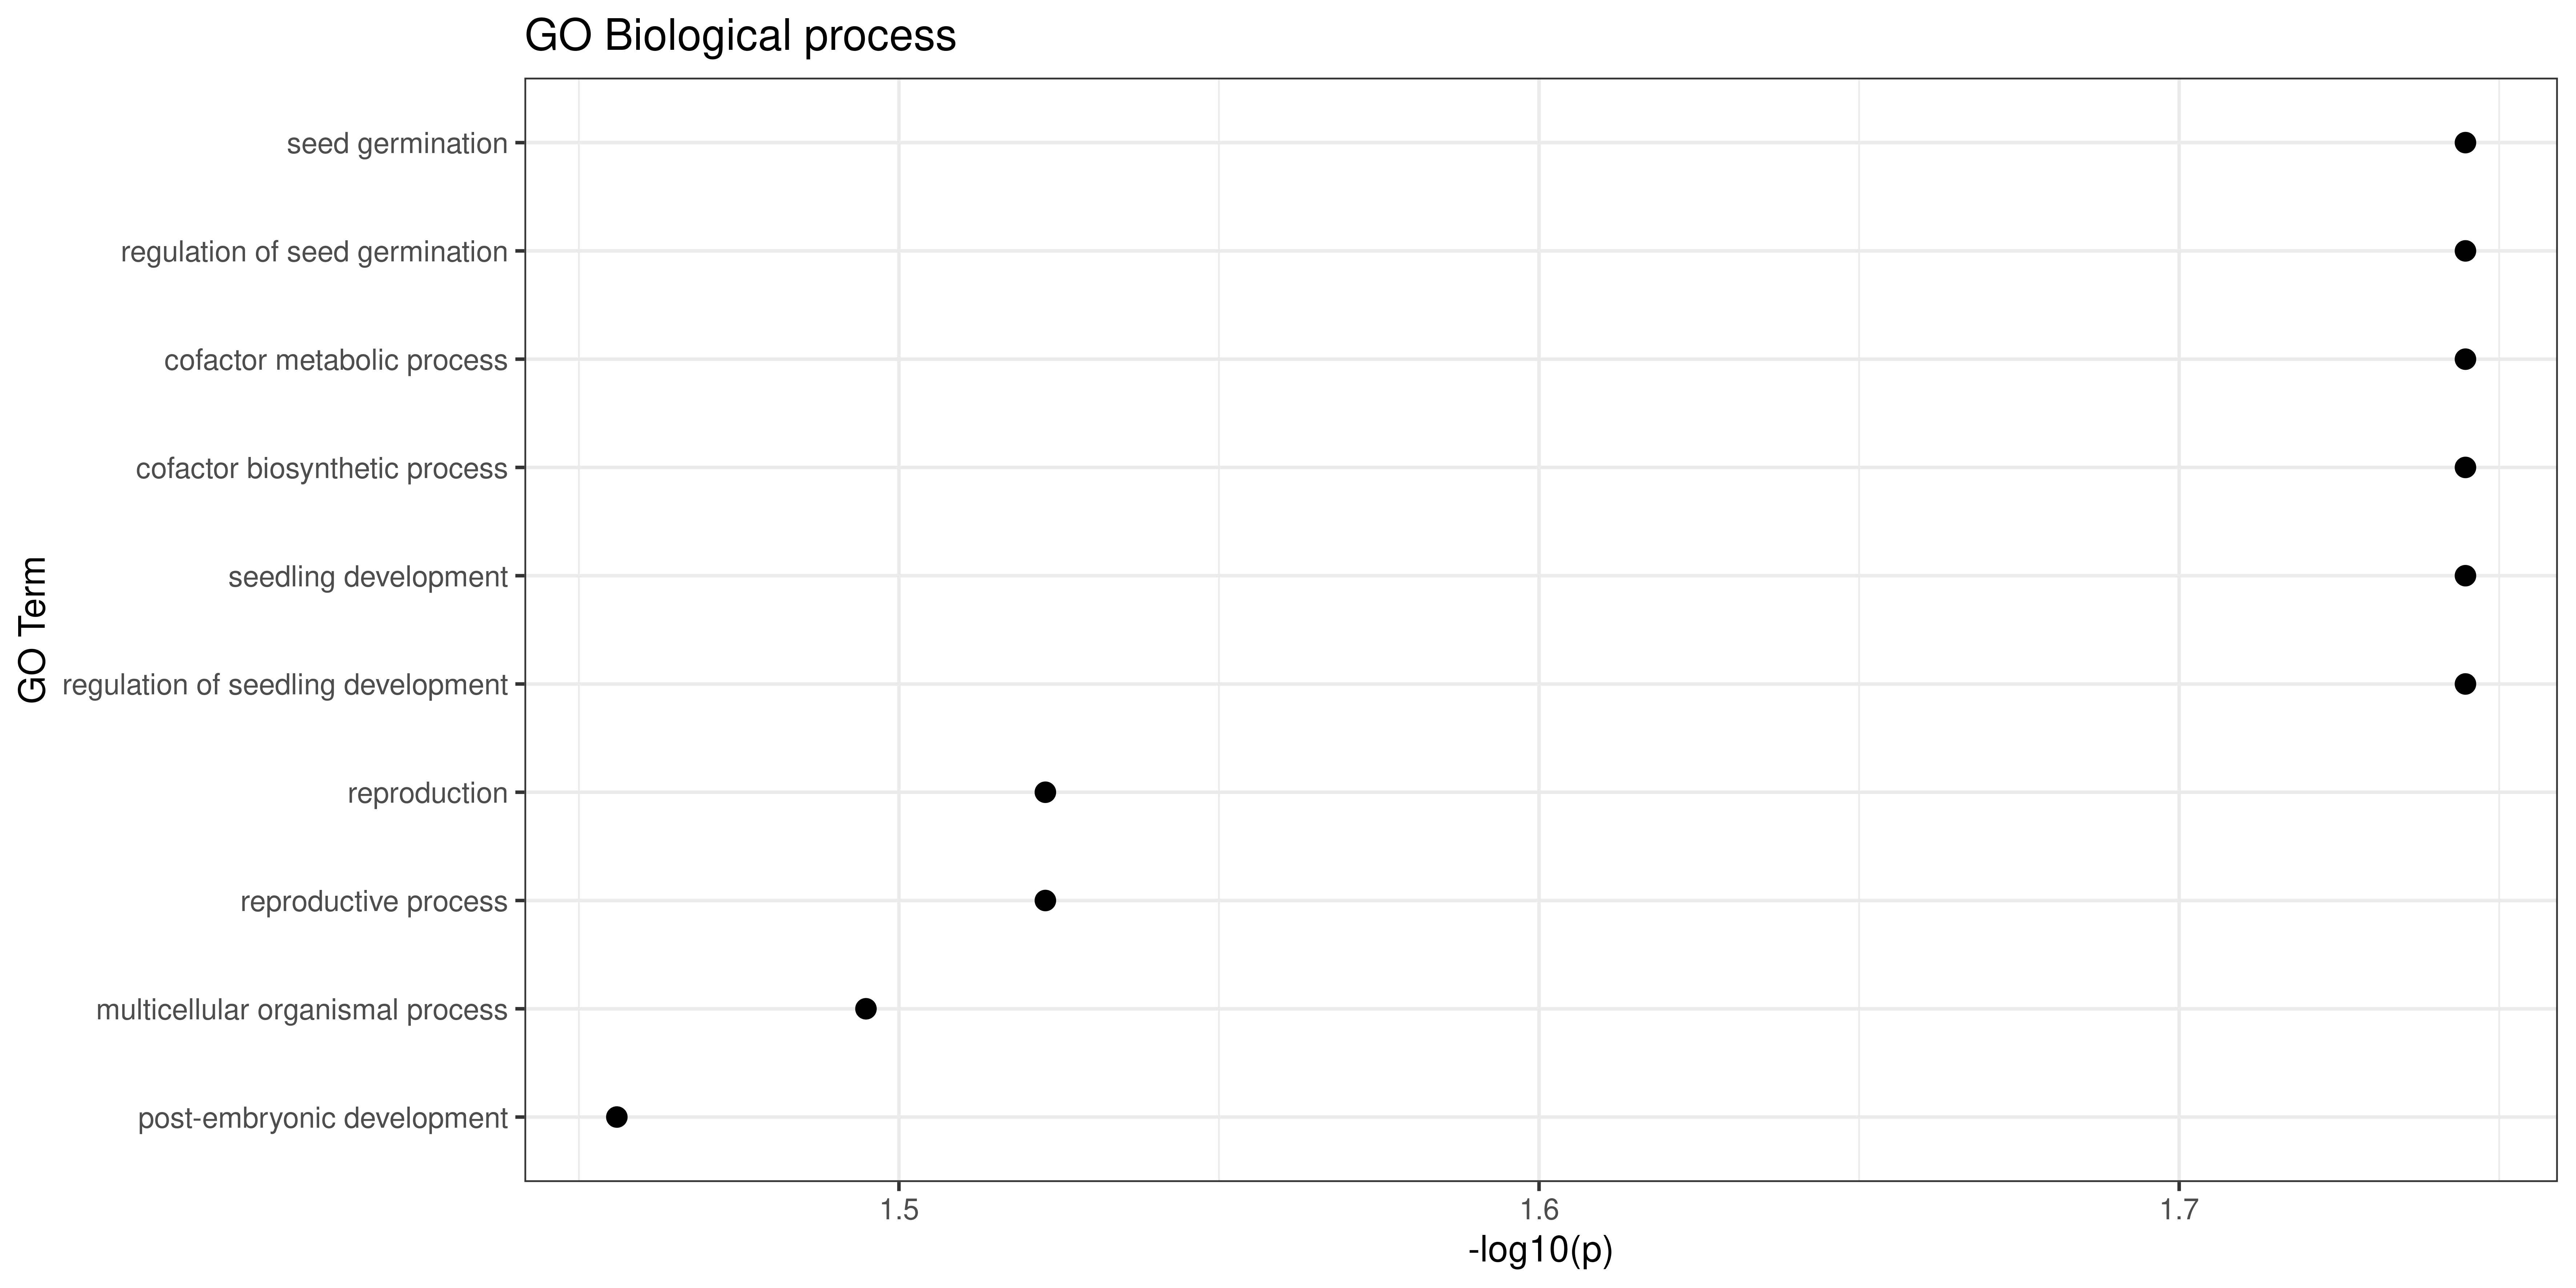 GO Biological process
GO Term
seed germination
regulation of seed germination
cofactor metabolic process
cofactor biosynthetic process
seedling development
regulation of seedling development
reproduction
reproductive process
multicellular organismal process
post-embryonic development
1.5 1.6 1.7
-log10(p)